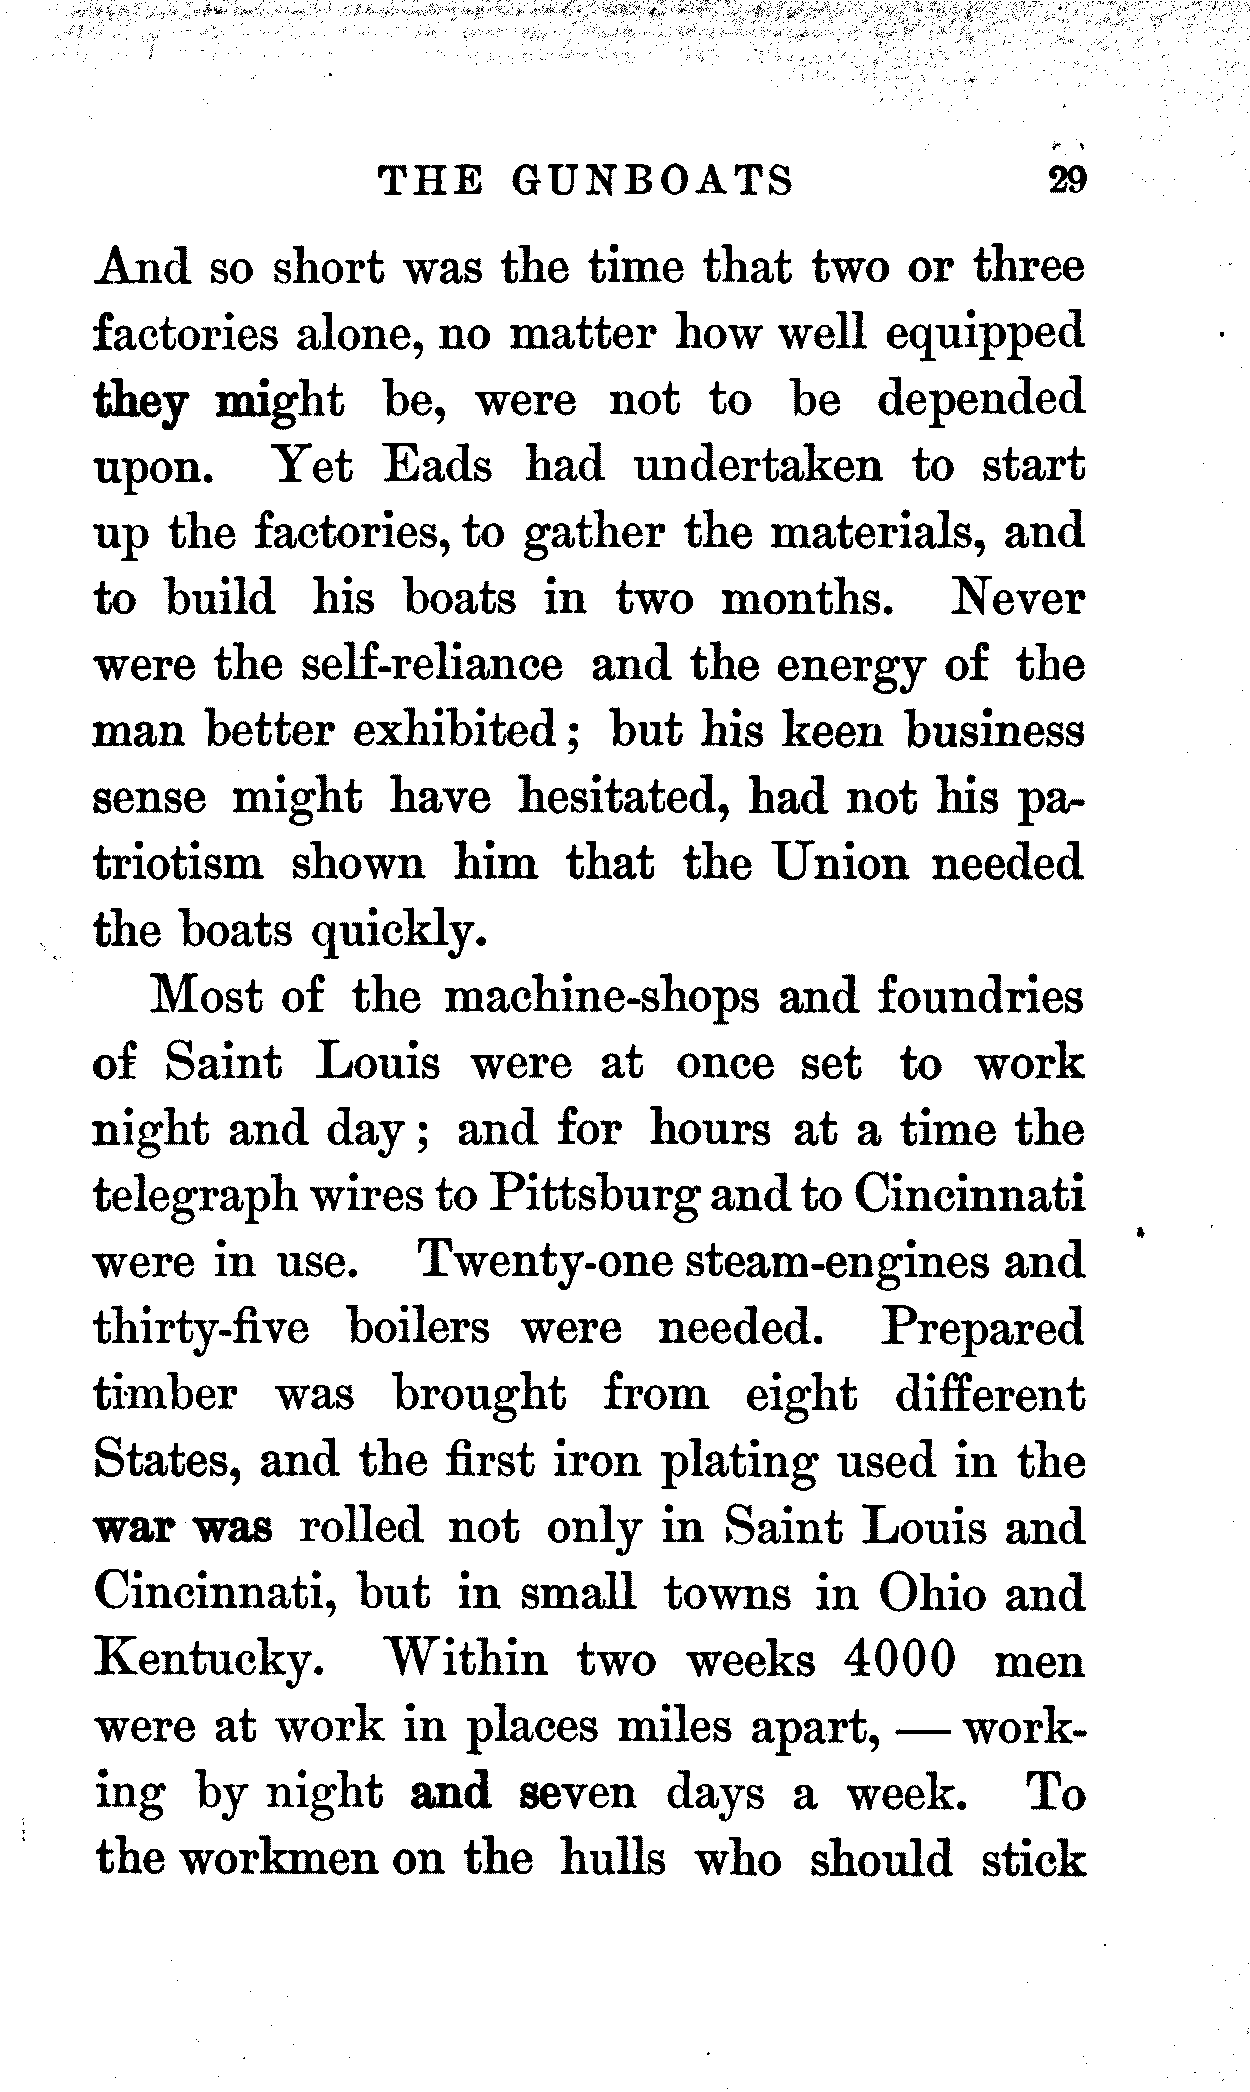 THE GUNBOATS 29
And so short was the time that two or three
factories alone, no matter how well equipped
they might be, were not to be depended
upon. Yet Eads had undertaken to start
up the factories, to gather the materials, and
to build his boats in two months. Never
were the self-reliance and the energy of the
man better exhibited; but his keen business
sense might have hesitated, had not his pa-
triotism shown him that the Union needed
the boats quickly.
Most of the machine-shops and foundries
of Saint Louis were at once set to work
night and day; and for hours at a time the
telegraph wires to Pittsburg and to Cincinnati
were in use. Twenty-one steam-engines and
thirty-five boilers were needed. Prepared
timber was brought from eight different
States, and the first iron plating used in the
war was rolled not only in Saint Louis and
Cincinnati, but in small towns in Ohio and
Kentucky. Within two weeks 4000 men
were at work in places miles apart, — work-
ing by night and seven days a week. To
the workmen on the hulls who should stick